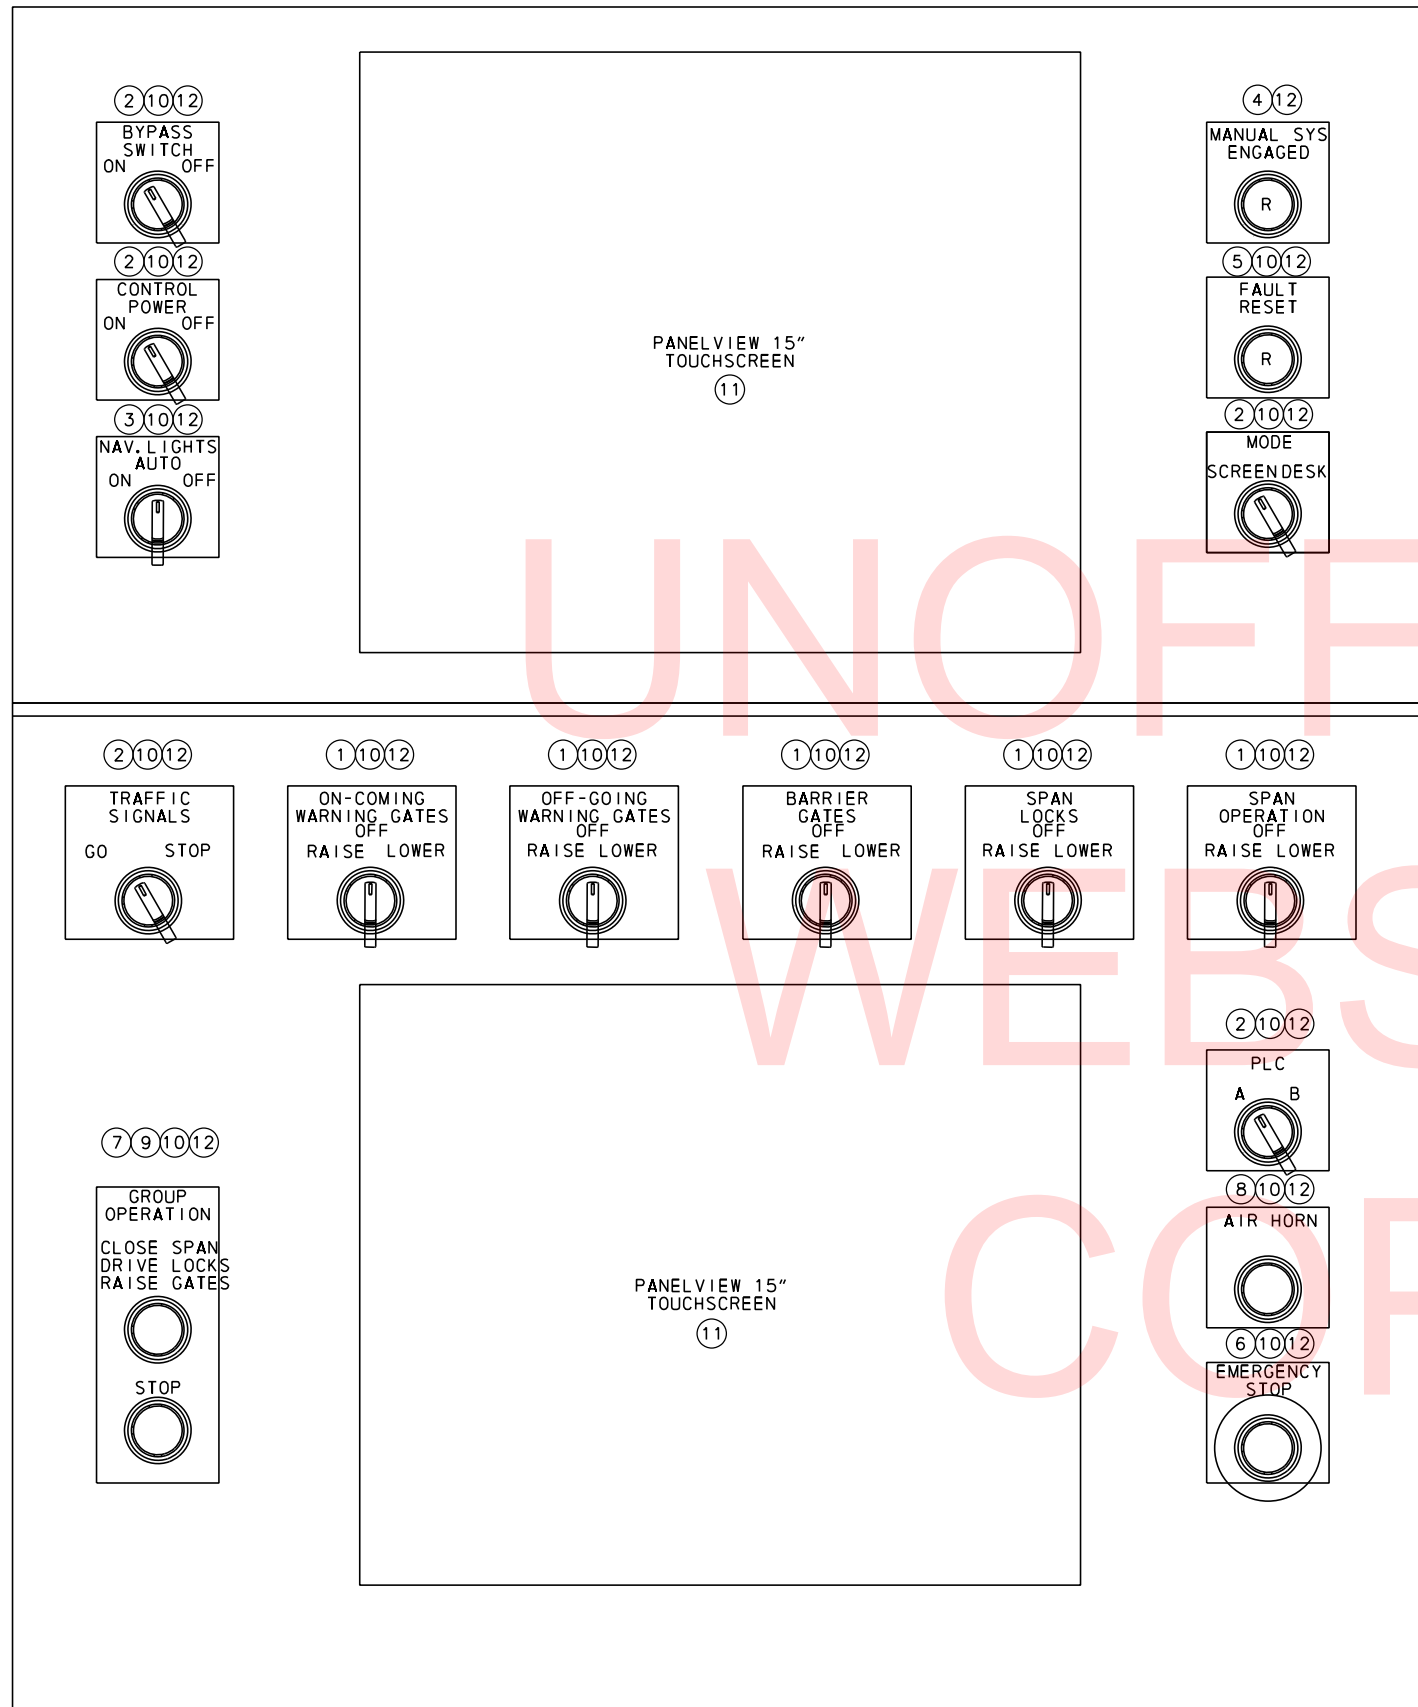 2 10 12
BYPASS
SWITCH
ON OFF
2 10 12
CONTROL
POWER
ON OFF
3 10 12
NAV. LIGHTS
AUTO
ON OFF
PANELVIEW 15"
TOUCHSCREEN
11
4 12
MANUAL SYS
ENGAGED
R
5 10 12
FAULT
RESET
R
2 10 12
MODE
SCREEN DESK
UNOFF
2 10 12
TRAFFIC
SIGNALS
GO STOP
1 10 12
ON-COMING
WARNING GATES
OFF
RAISE LOWER
1 10 12
OFF-GOING
WARNING GATES
OFF
RAISE LOWER
1 10 12
BARRIER
GATES
OFF
RAISE LOWER
1 10 12
SPAN
LOCKS
OFF
RAISE LOWER
1 10 12
SPAN
OPERATION
OFF
RAISE LOWER
WEBS
7 9 10 12
GROUP
OPERATION
CLOSE SPAN
DRIVE LOCKS
RAISE GATES
STOP
PANELVIEW 15"
TOUCHSCREEN
11
2 10 12
PLC
A B
8 10 12
AIR HORN
6 10 12
EMERGENCY
STOP
COP